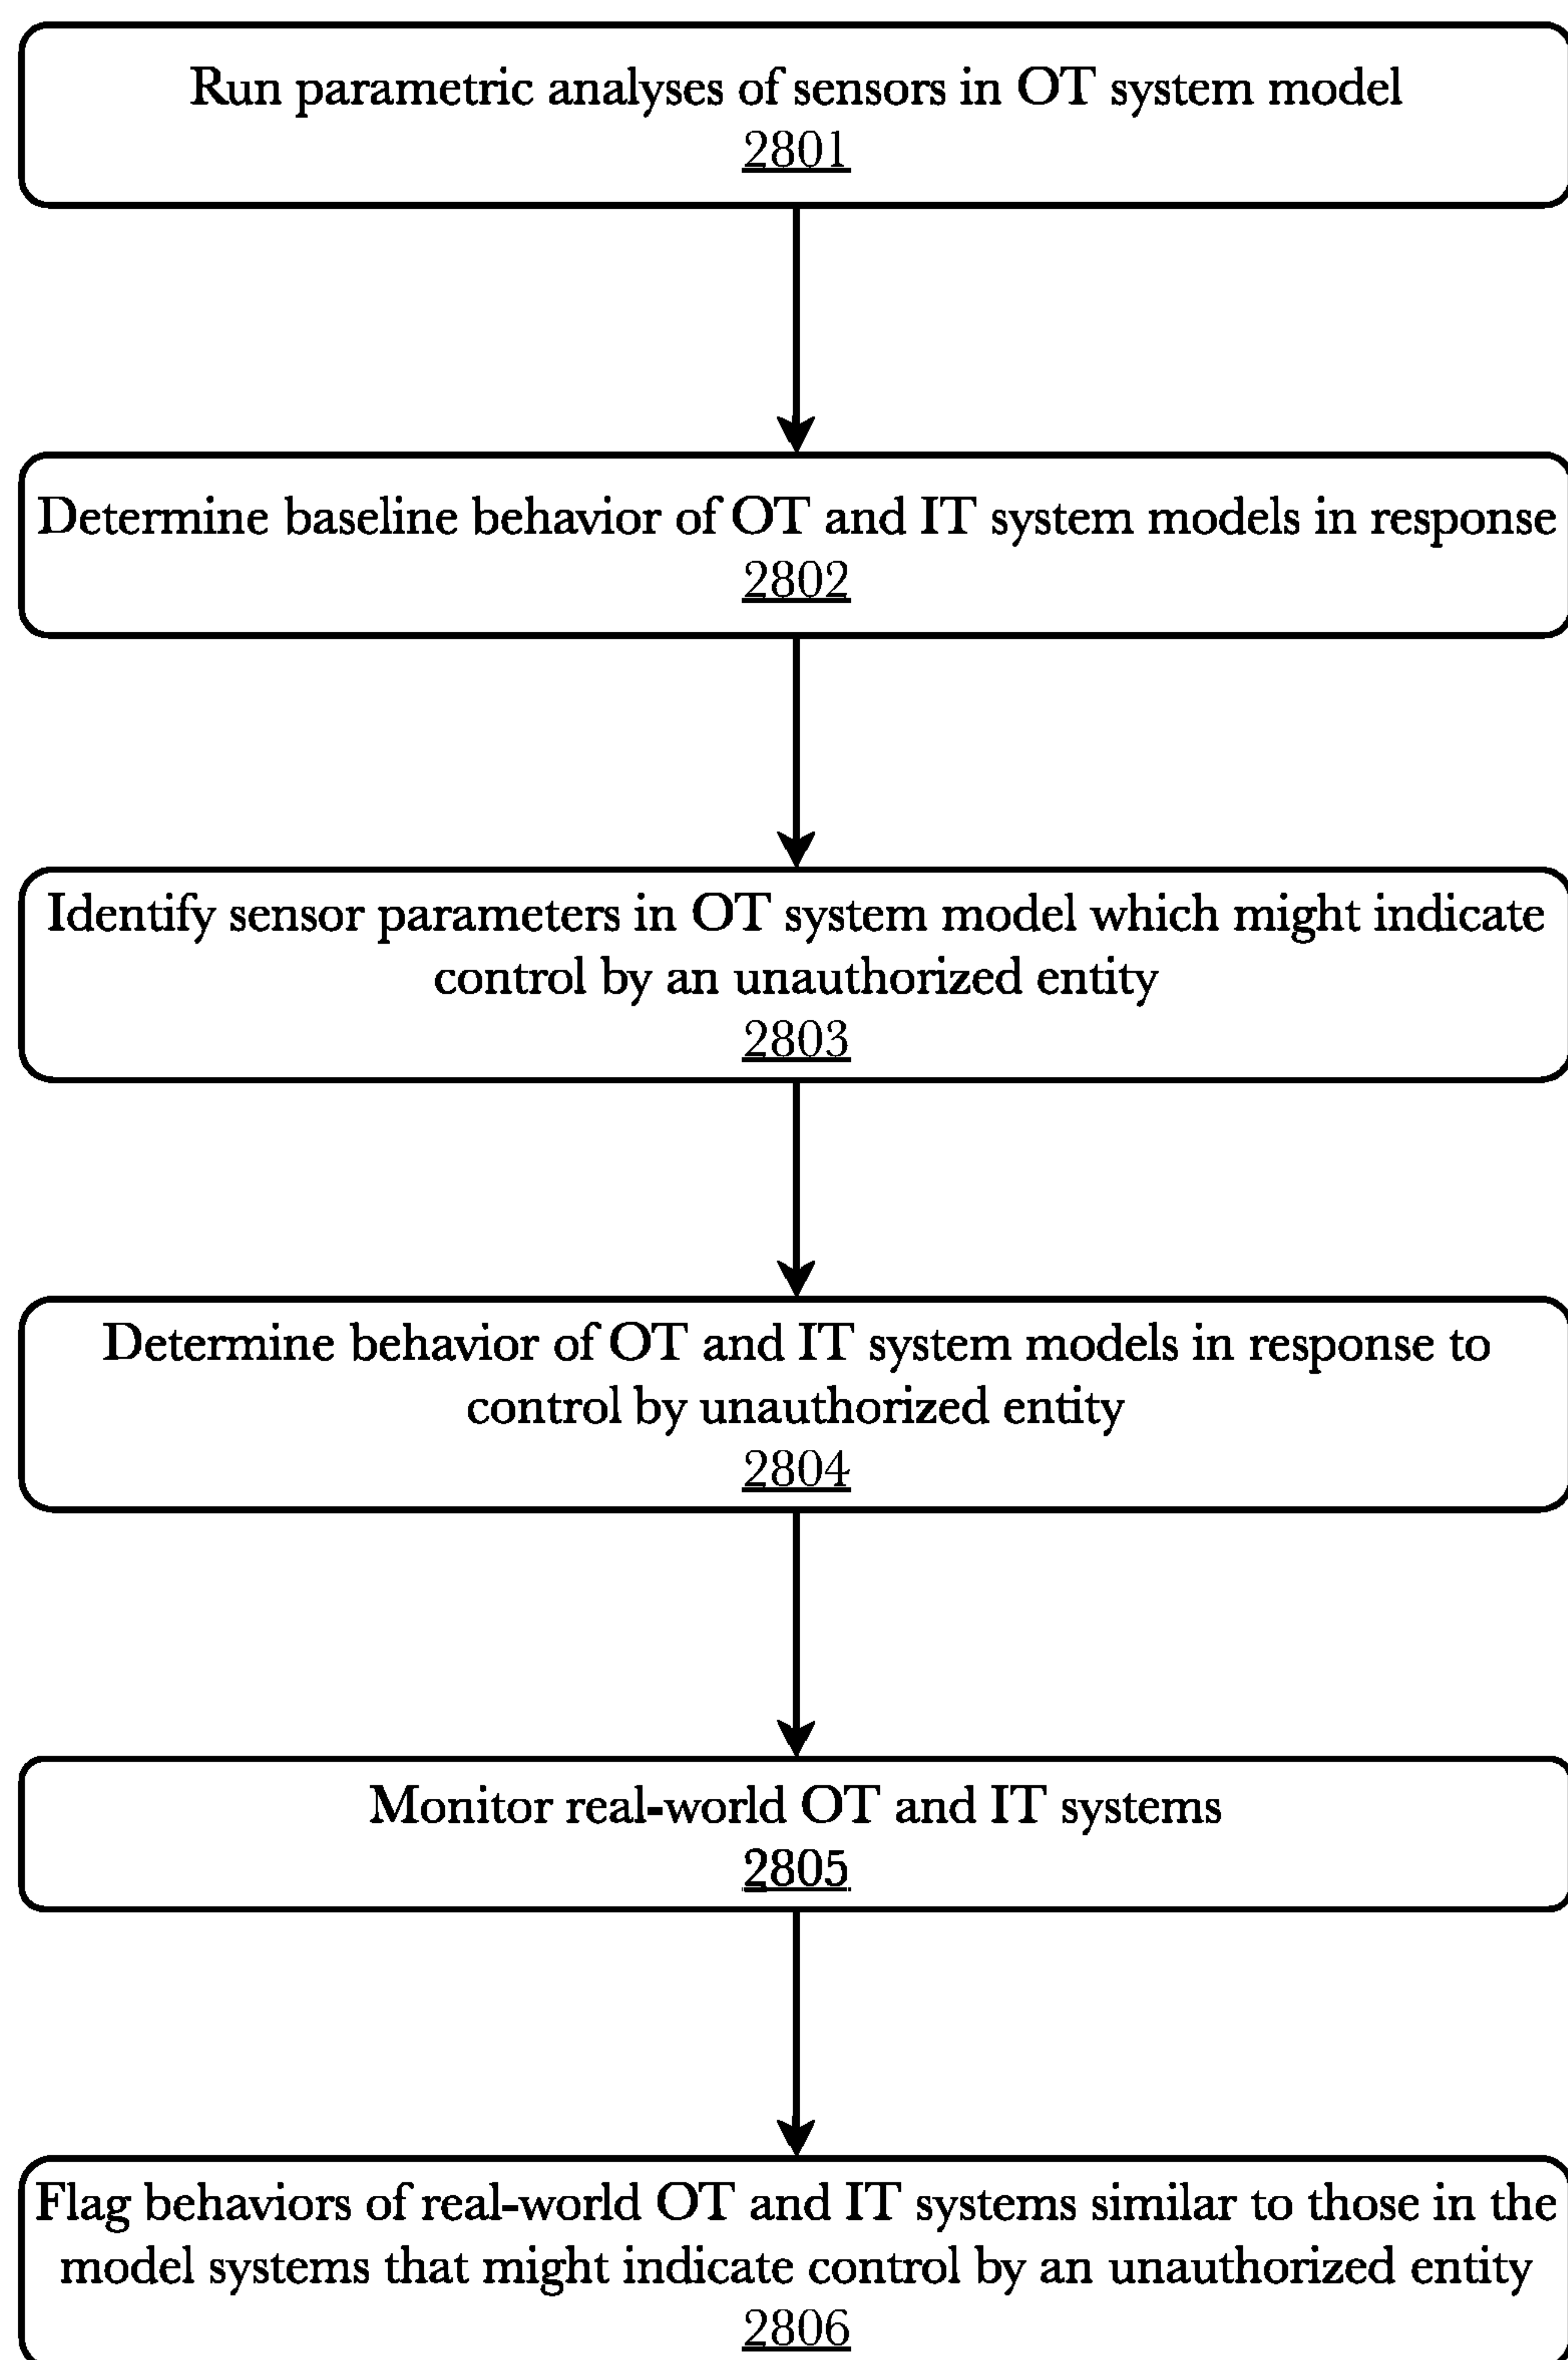 Run parametric analyses of sensors in OT system model
2801
Determine baseline behavior of OT and IT system models in response
2802
Identify sensor parameters in OT system model which might indicate
control by an unauthorized entity
2803
Determine behavior of OT and IT system models in response to
control by unauthorized entity
2804
Monitor real-world OT and IT systems
2805
Flag behaviors of real-world OT and IT systems similar to those in the
model systems that might indicate control by an unauthorized entity
2806